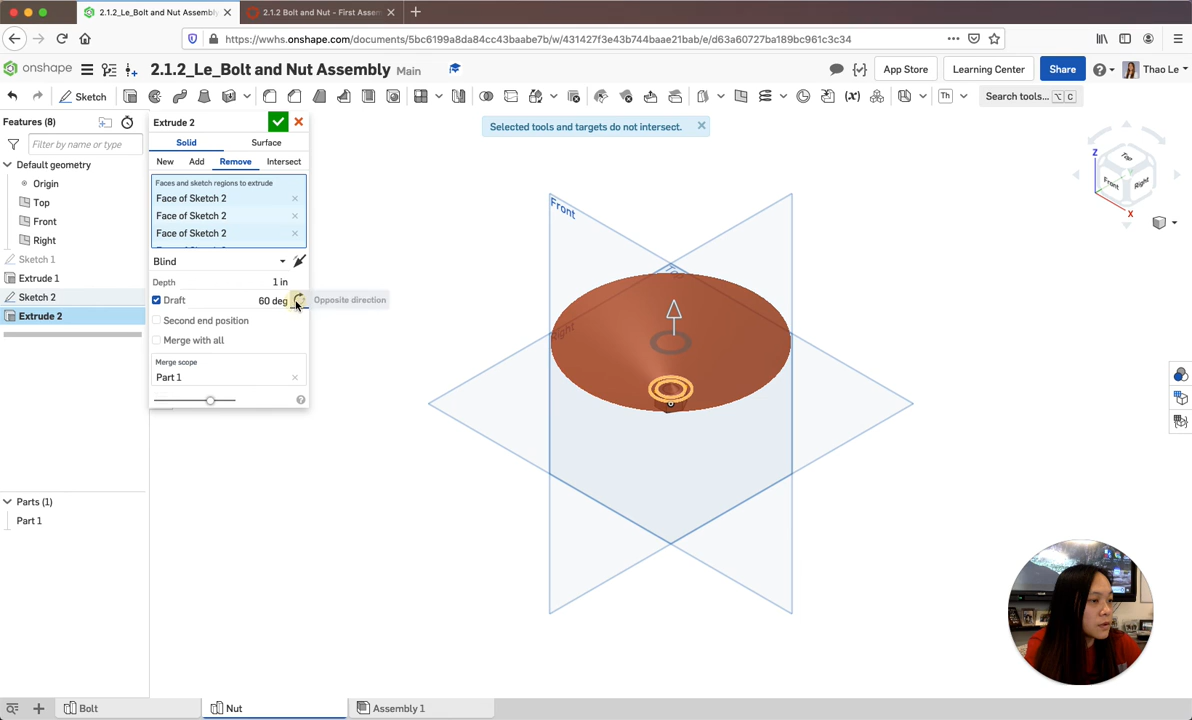 2.1.2_Le_Bolt and Nut Assembly
2.1.2 Bolt and Nut - First Assem
https://wwhs.onshape.com/documents/5bc6199a8da84cc43baabe7b/w/431427f3e43b744baae21bab/e/d63a60727ba189bc961c3c34
onshape
2.1.2_Le_Bolt and Nut Assembly Main
App Store
Learning Center
Share
Thao Le
Sketch
Th
Search tools... ⌥ C
Features (8)
Filter by name or type
Default geometry
Origin
Top
Front
Right
Sketch 1
Extrude 1
Sketch 2
Extrude 2
Parts (1)
Part 1
Extrude 2
Solid
Surface
New
Add
Remove
Intersect
Faces and sketch regions to extrude
Face of Sketch 2
Face of Sketch 2
Face of Sketch 2
Blind
Depth 1 in
Draft 60 deg
Opposite direction
Second end position
Merge with all
Merge scope
Part 1
Selected tools and targets do not intersect.
Front
Right
Z
Top
Front
Right
X
Bolt
Nut
Assembly 1